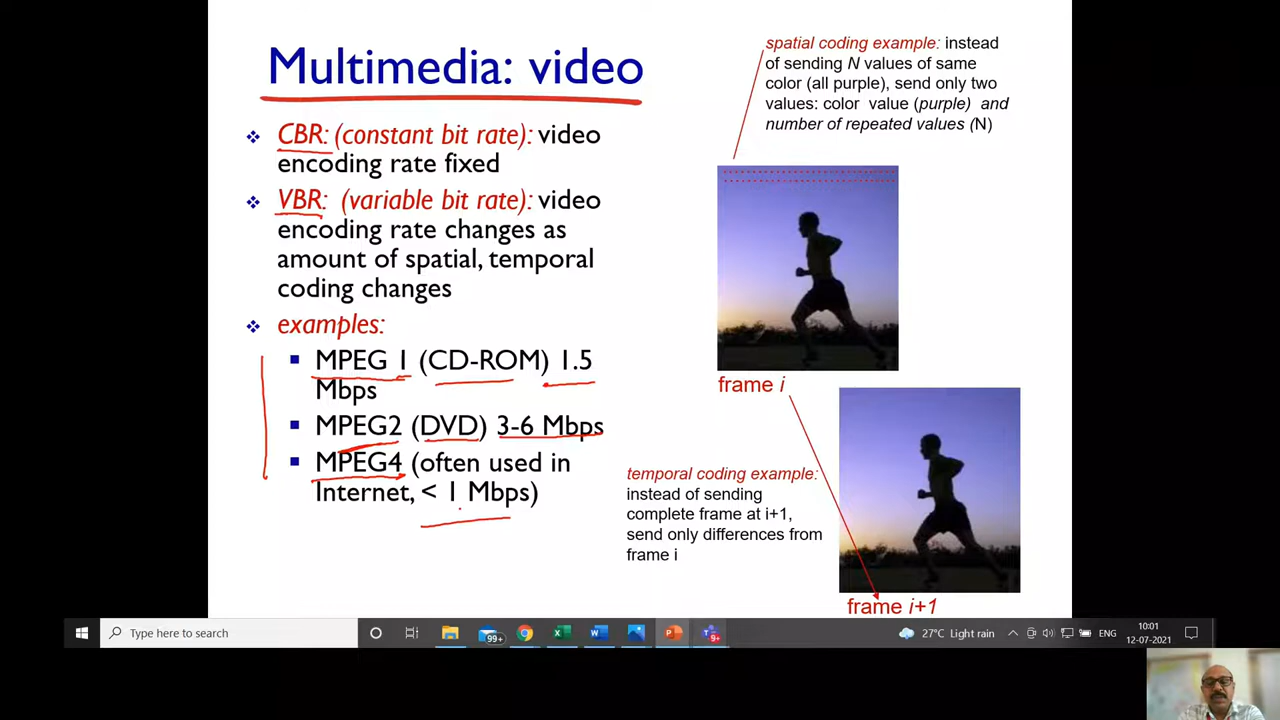 Multimedia: video
❖ CBR: (constant bit rate): video
encoding rate fixed
❖ VBR: (variable bit rate): video
encoding rate changes as
amount of spatial, temporal
coding changes
❖ examples:
▪ MPEG 1 (CD-ROM) 1.5
Mbps
▪ MPEG2 (DVD) 3-6 Mbps
▪ MPEG4 (often used in
Internet, < 1 Mbps)
spatial coding example: instead
of sending N values of same
color (all purple), send only two
values: color value (purple) and
number of repeated values (N)
frame i
temporal coding example:
instead of sending
complete frame at i+1,
send only differences from
frame i
frame i+1
Type here to search
99+
9+
27°C Light rain
ENG
10:01
12-07-2021